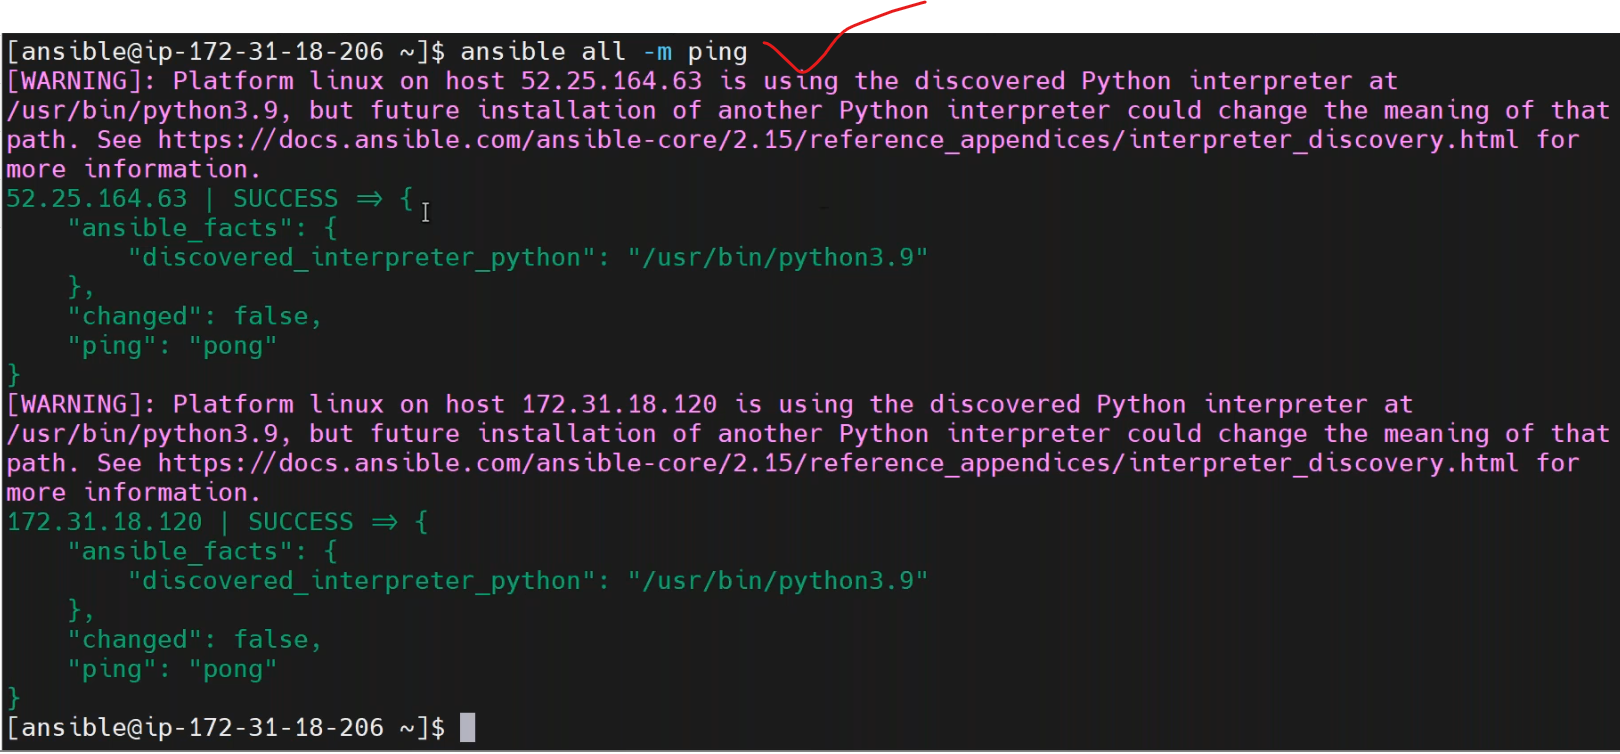 [ansible@ip-172-31-18-206 ~]$ ansible all -m ping
[WARNING]: Platform linux on host 52.25.164.63 is using the discovered Python interpreter at
/usr/bin/python3.9, but future installation of another Python interpreter could change the meaning of that
path. See https://docs.ansible.com/ansible-core/2.15/reference_appendices/interpreter_discovery.html for
more information.
52.25.164.63 | SUCCESS => {
    "ansible_facts": {
        "discovered_interpreter_python": "/usr/bin/python3.9"
    },
    "changed": false,
    "ping": "pong"
}
[WARNING]: Platform linux on host 172.31.18.120 is using the discovered Python interpreter at
/usr/bin/python3.9, but future installation of another Python interpreter could change the meaning of that
path. See https://docs.ansible.com/ansible-core/2.15/reference_appendices/interpreter_discovery.html for
more information.
172.31.18.120 | SUCCESS => {
    "ansible_facts": {
        "discovered_interpreter_python": "/usr/bin/python3.9"
    },
    "changed": false,
    "ping": "pong"
}
[ansible@ip-172-31-18-206 ~]$